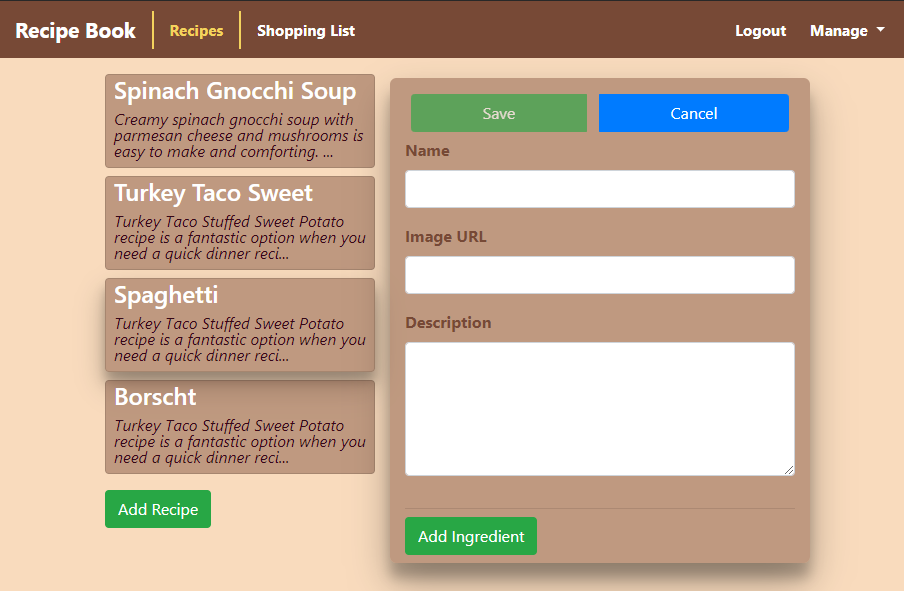 Recipe Book
Recipes
Shopping List
Logout
Manage
Spinach Gnocchi Soup
Creamy spinach gnocchi soup with
parmesan cheese and mushrooms is
easy to make and comforting. ...
Turkey Taco Sweet
Turkey Taco Stuffed Sweet Potato
recipe is a fantastic option when you
need a quick dinner reci...
Spaghetti
Turkey Taco Stuffed Sweet Potato
recipe is a fantastic option when you
need a quick dinner reci...
Borscht
Turkey Taco Stuffed Sweet Potato
recipe is a fantastic option when you
need a quick dinner reci...
Add Recipe
Save
Cancel
Name
Image URL
Description
Add Ingredient